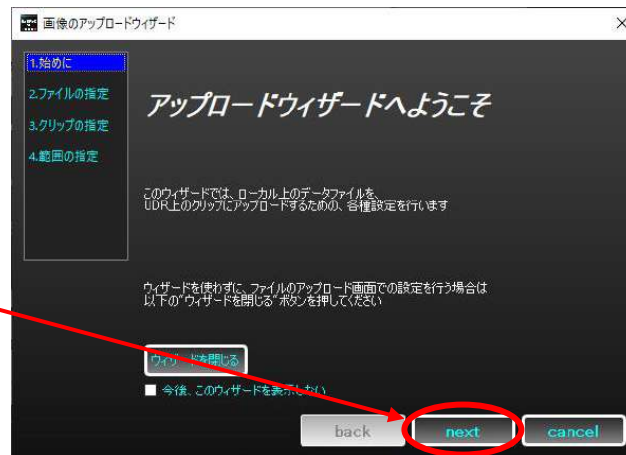 画像のアップロードウィザード
1.始めに
2.ファイルの指定
3.クリップの指定
4.範囲の指定
アップロードウィザードへようこそ
このウィザードでは、ローカル上のデータファイルを、
UDR上のクリップにアップロードするための、各種設定を行います
ウィザードを使わずに、ファイルのアップロード画面での設定を行う場合は
以下の"ウィザードを閉じる"ボタンを押してください
ウィザードを閉じる
今後、このウィザードを表示しない
back
next
cancel